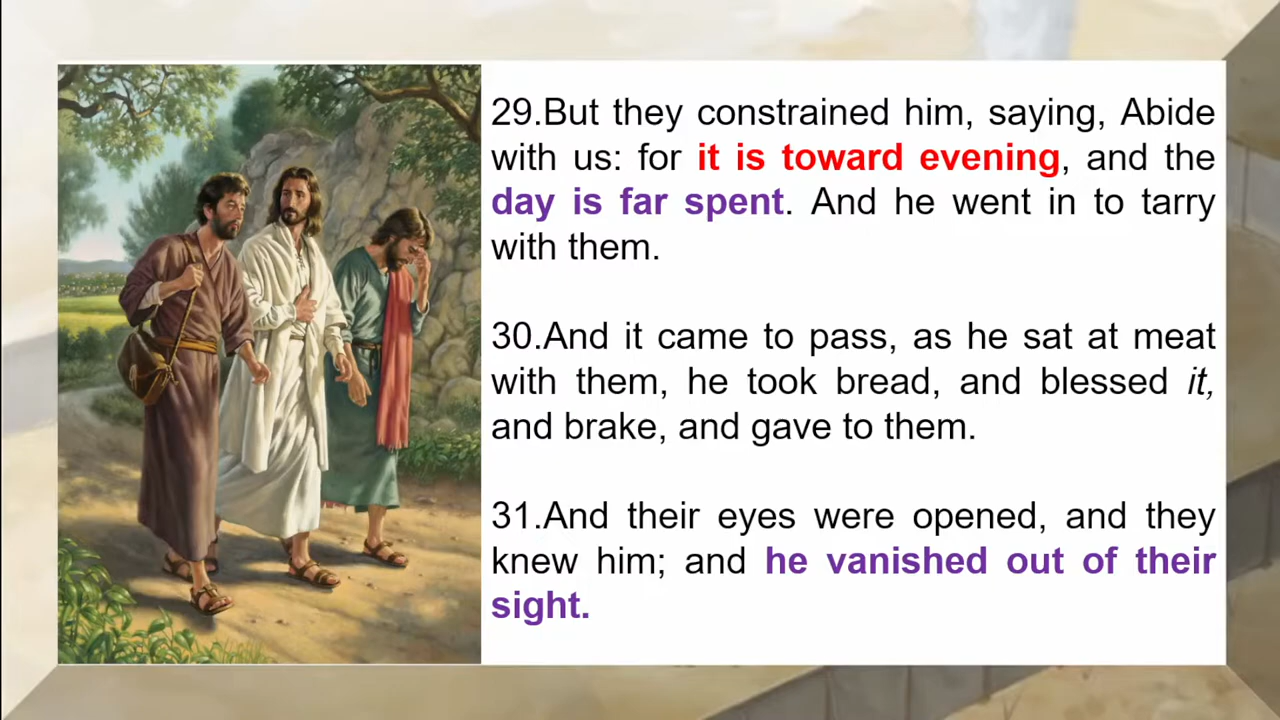 29.But they constrained him, saying, Abide
with us: for it is toward evening, and the
day is far spent. And he went in to tarry
with them.
30.And it came to pass, as he sat at meat
with them, he took bread, and blessed it,
and brake, and gave to them.
31.And their eyes were opened, and they
knew him; and he vanished out of their
sight.